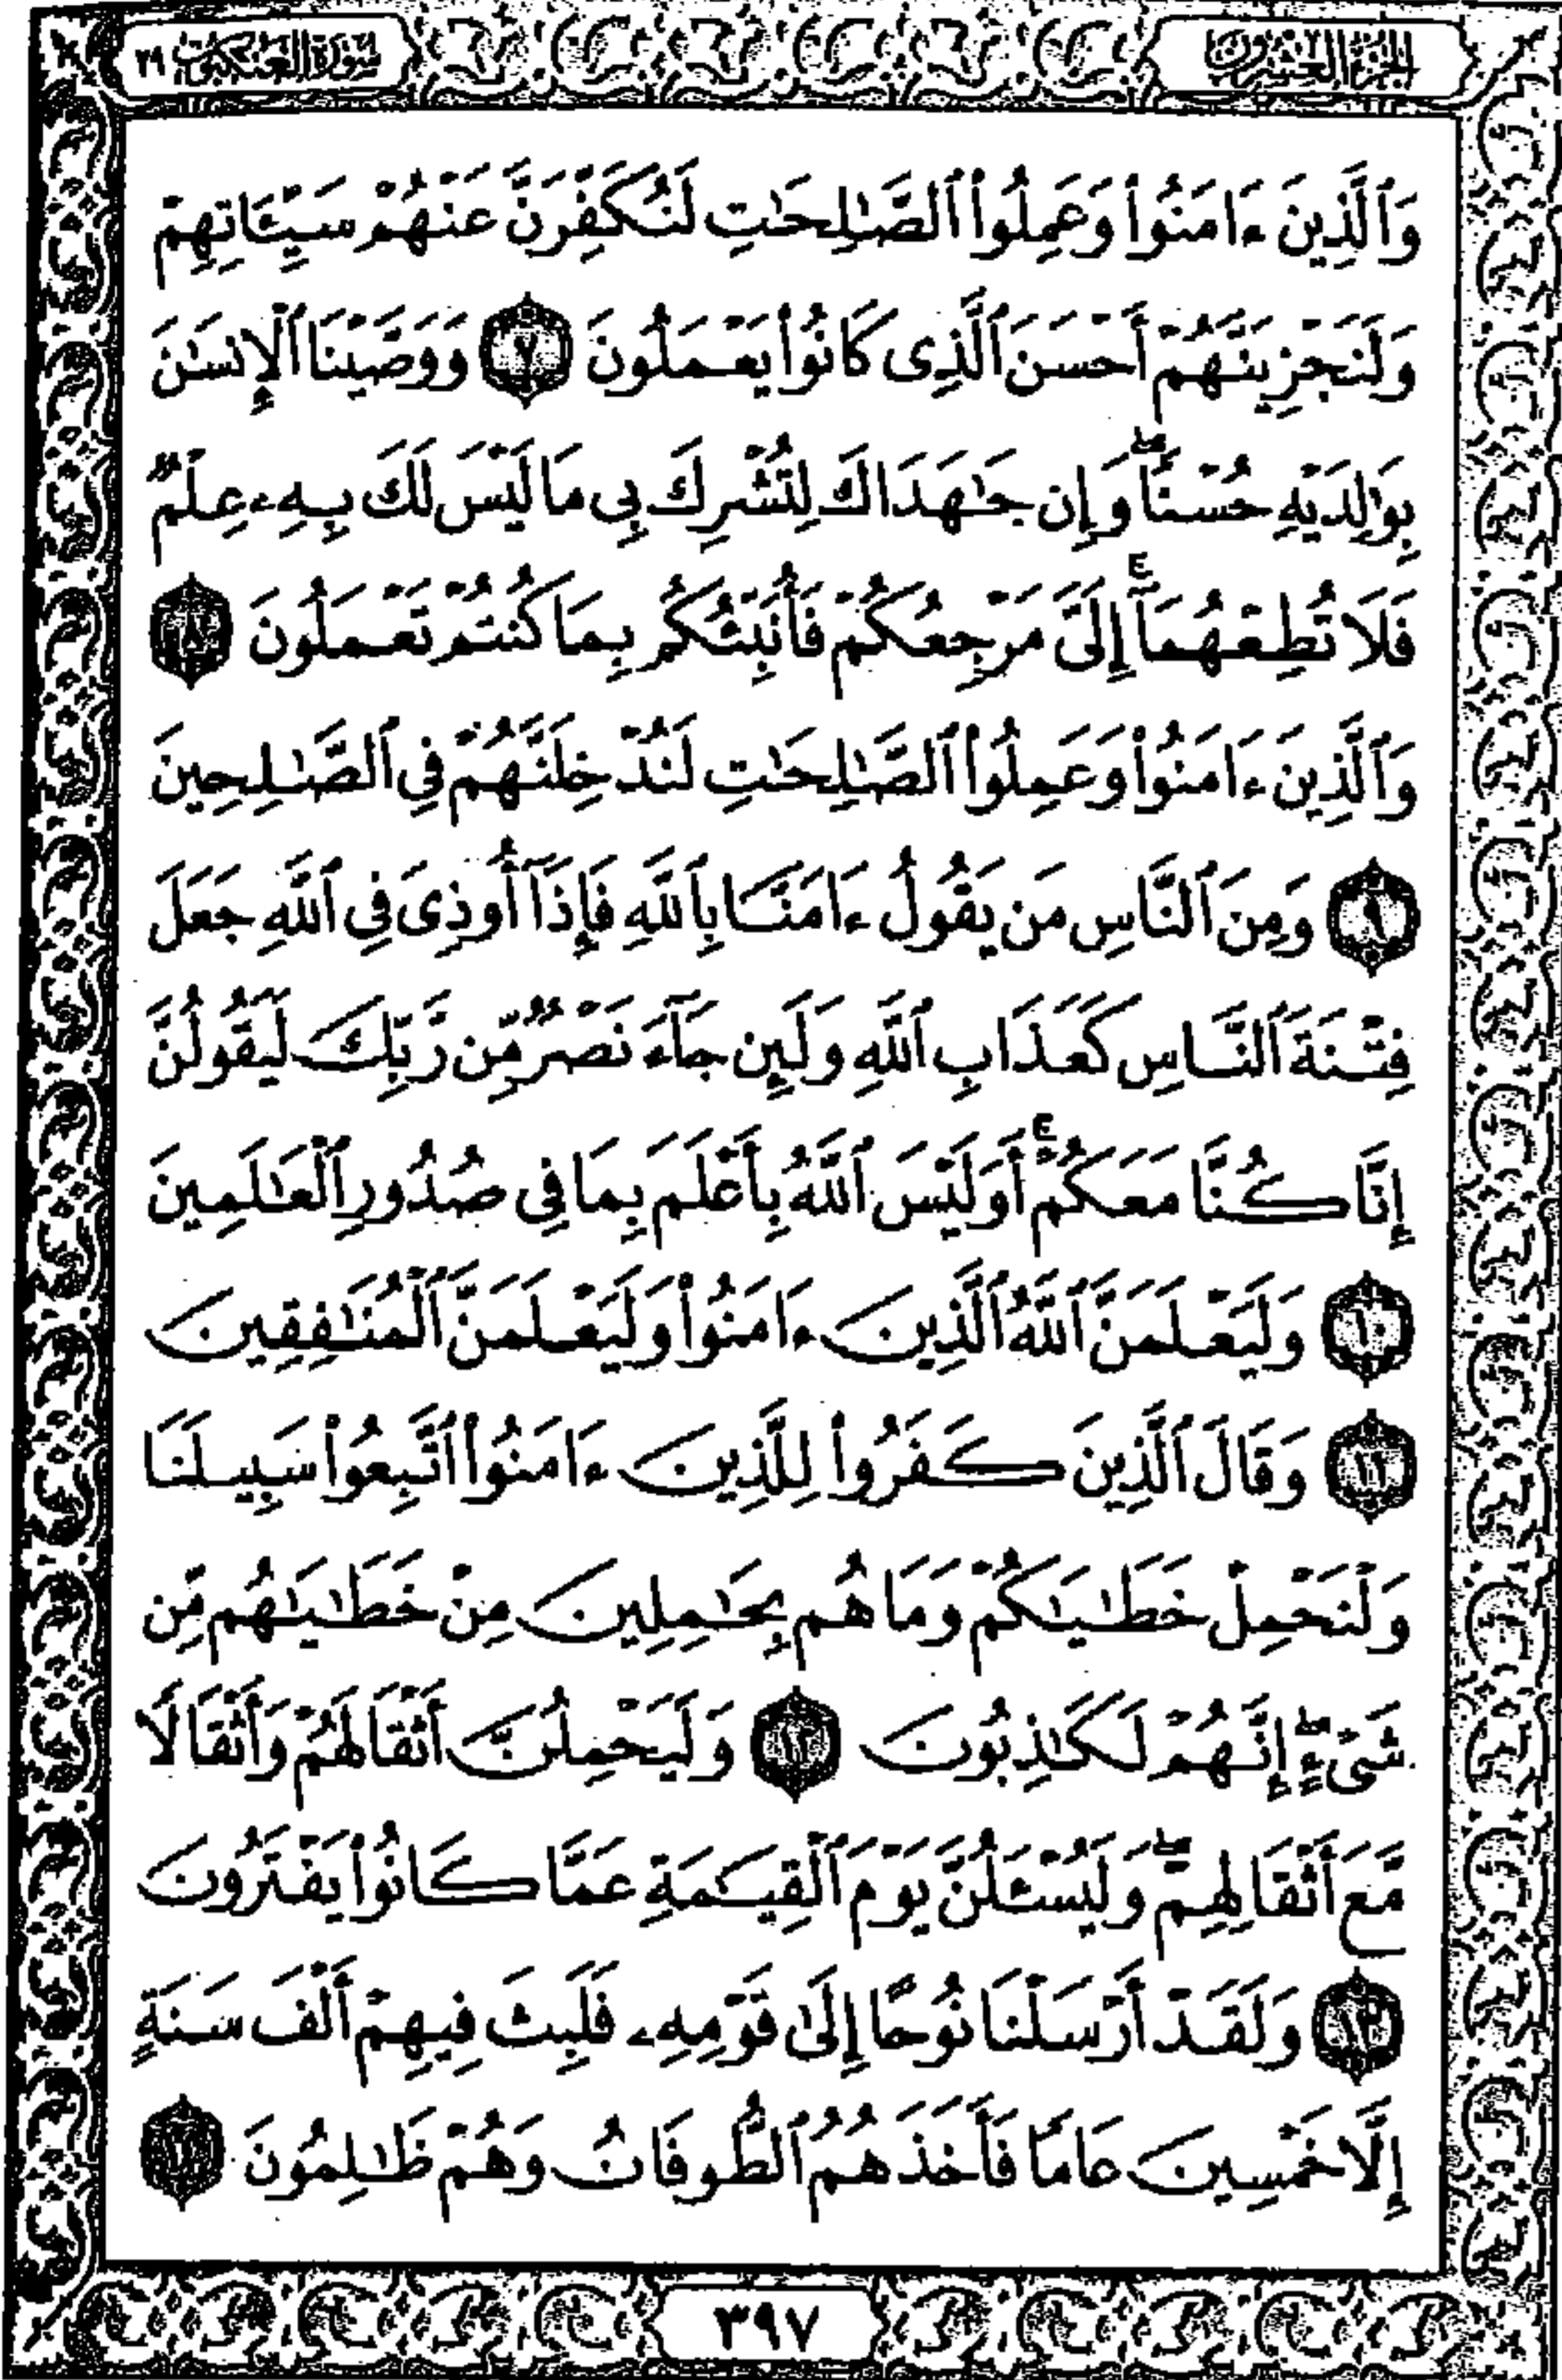 الجزء العشرون
سورة العنكبوت ٢٩
وَٱلَّذِينَ ءَامَنُوا۟ وَعَمِلُوا۟ ٱلصَّٰلِحَٰتِ لَنُكَفِّرَنَّ عَنْهُمْ سَيِّـَٔاتِهِمْ
وَلَنَجْزِيَنَّهُمْ أَحْسَنَ ٱلَّذِى كَانُوا۟ يَعْمَلُونَ ٧ وَوَصَّيْنَا ٱلْإِنسَٰنَ
بِوَٰلِدَيْهِ حُسْنًا ۖ وَإِن جَٰهَدَاكَ لِتُشْرِكَ بِى مَا لَيْسَ لَكَ بِهِۦ عِلْمٌ
فَلَا تُطِعْهُمَآ ۚ إِلَىَّ مَرْجِعُكُمْ فَأُنَبِّئُكُم بِمَا كُنتُمْ تَعْمَلُونَ ٨
وَٱلَّذِينَ ءَامَنُوا۟ وَعَمِلُوا۟ ٱلصَّٰلِحَٰتِ لَنُدْخِلَنَّهُمْ فِى ٱلصَّٰلِحِينَ
٩ وَمِنَ ٱلنَّاسِ مَن يَقُولُ ءَامَنَّا بِٱللَّهِ فَإِذَآ أُوذِىَ فِى ٱللَّهِ جَعَلَ
فِتْنَةَ ٱلنَّاسِ كَعَذَابِ ٱللَّهِ وَلَئِن جَآءَ نَصْرٌ مِّن رَّبِّكَ لَيَقُولُنَّ
إِنَّا كُنَّا مَعَكُمْ ۚ أَوَلَيْسَ ٱللَّهُ بِأَعْلَمَ بِمَا فِى صُدُورِ ٱلْعَٰلَمِينَ
١٠ وَلَيَعْلَمَنَّ ٱللَّهُ ٱلَّذِينَ ءَامَنُوا۟ وَلَيَعْلَمَنَّ ٱلْمُنَٰفِقِينَ
١١ وَقَالَ ٱلَّذِينَ كَفَرُوا۟ لِلَّذِينَ ءَامَنُوا۟ ٱتَّبِعُوا۟ سَبِيلَنَا
وَلْنَحْمِلْ خَطَٰيَٰكُمْ وَمَا هُم بِحَٰمِلِينَ مِنْ خَطَٰيَٰهُم مِّن
شَىْءٍ ۖ إِنَّهُمْ لَكَٰذِبُونَ ١٢ وَلَيَحْمِلُنَّ أَثْقَالَهُمْ وَأَثْقَالًا
مَّعَ أَثْقَالِهِمْ ۖ وَلَيُسْـَٔلُنَّ يَوْمَ ٱلْقِيَٰمَةِ عَمَّا كَانُوا۟ يَفْتَرُونَ
١٣ وَلَقَدْ أَرْسَلْنَا نُوحًا إِلَىٰ قَوْمِهِۦ فَلَبِثَ فِيهِمْ أَلْفَ سَنَةٍ
إِلَّا خَمْسِينَ عَامًا فَأَخَذَهُمُ ٱلطُّوفَانُ وَهُمْ ظَٰلِمُونَ ١٤
٣٩٧